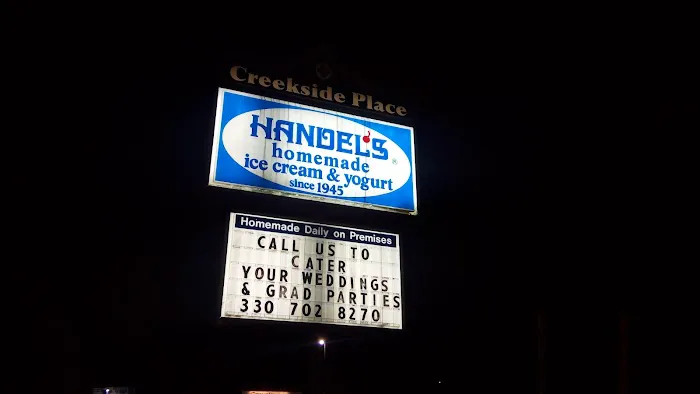 Creekside Place
HANDEL'S
homemade
ice cream & yogurt
since 1945
Homemade Daily on Premises
CALL US TO
CATER
YOUR WEDDINGS
& GRAD PARTIES
330 702 8270